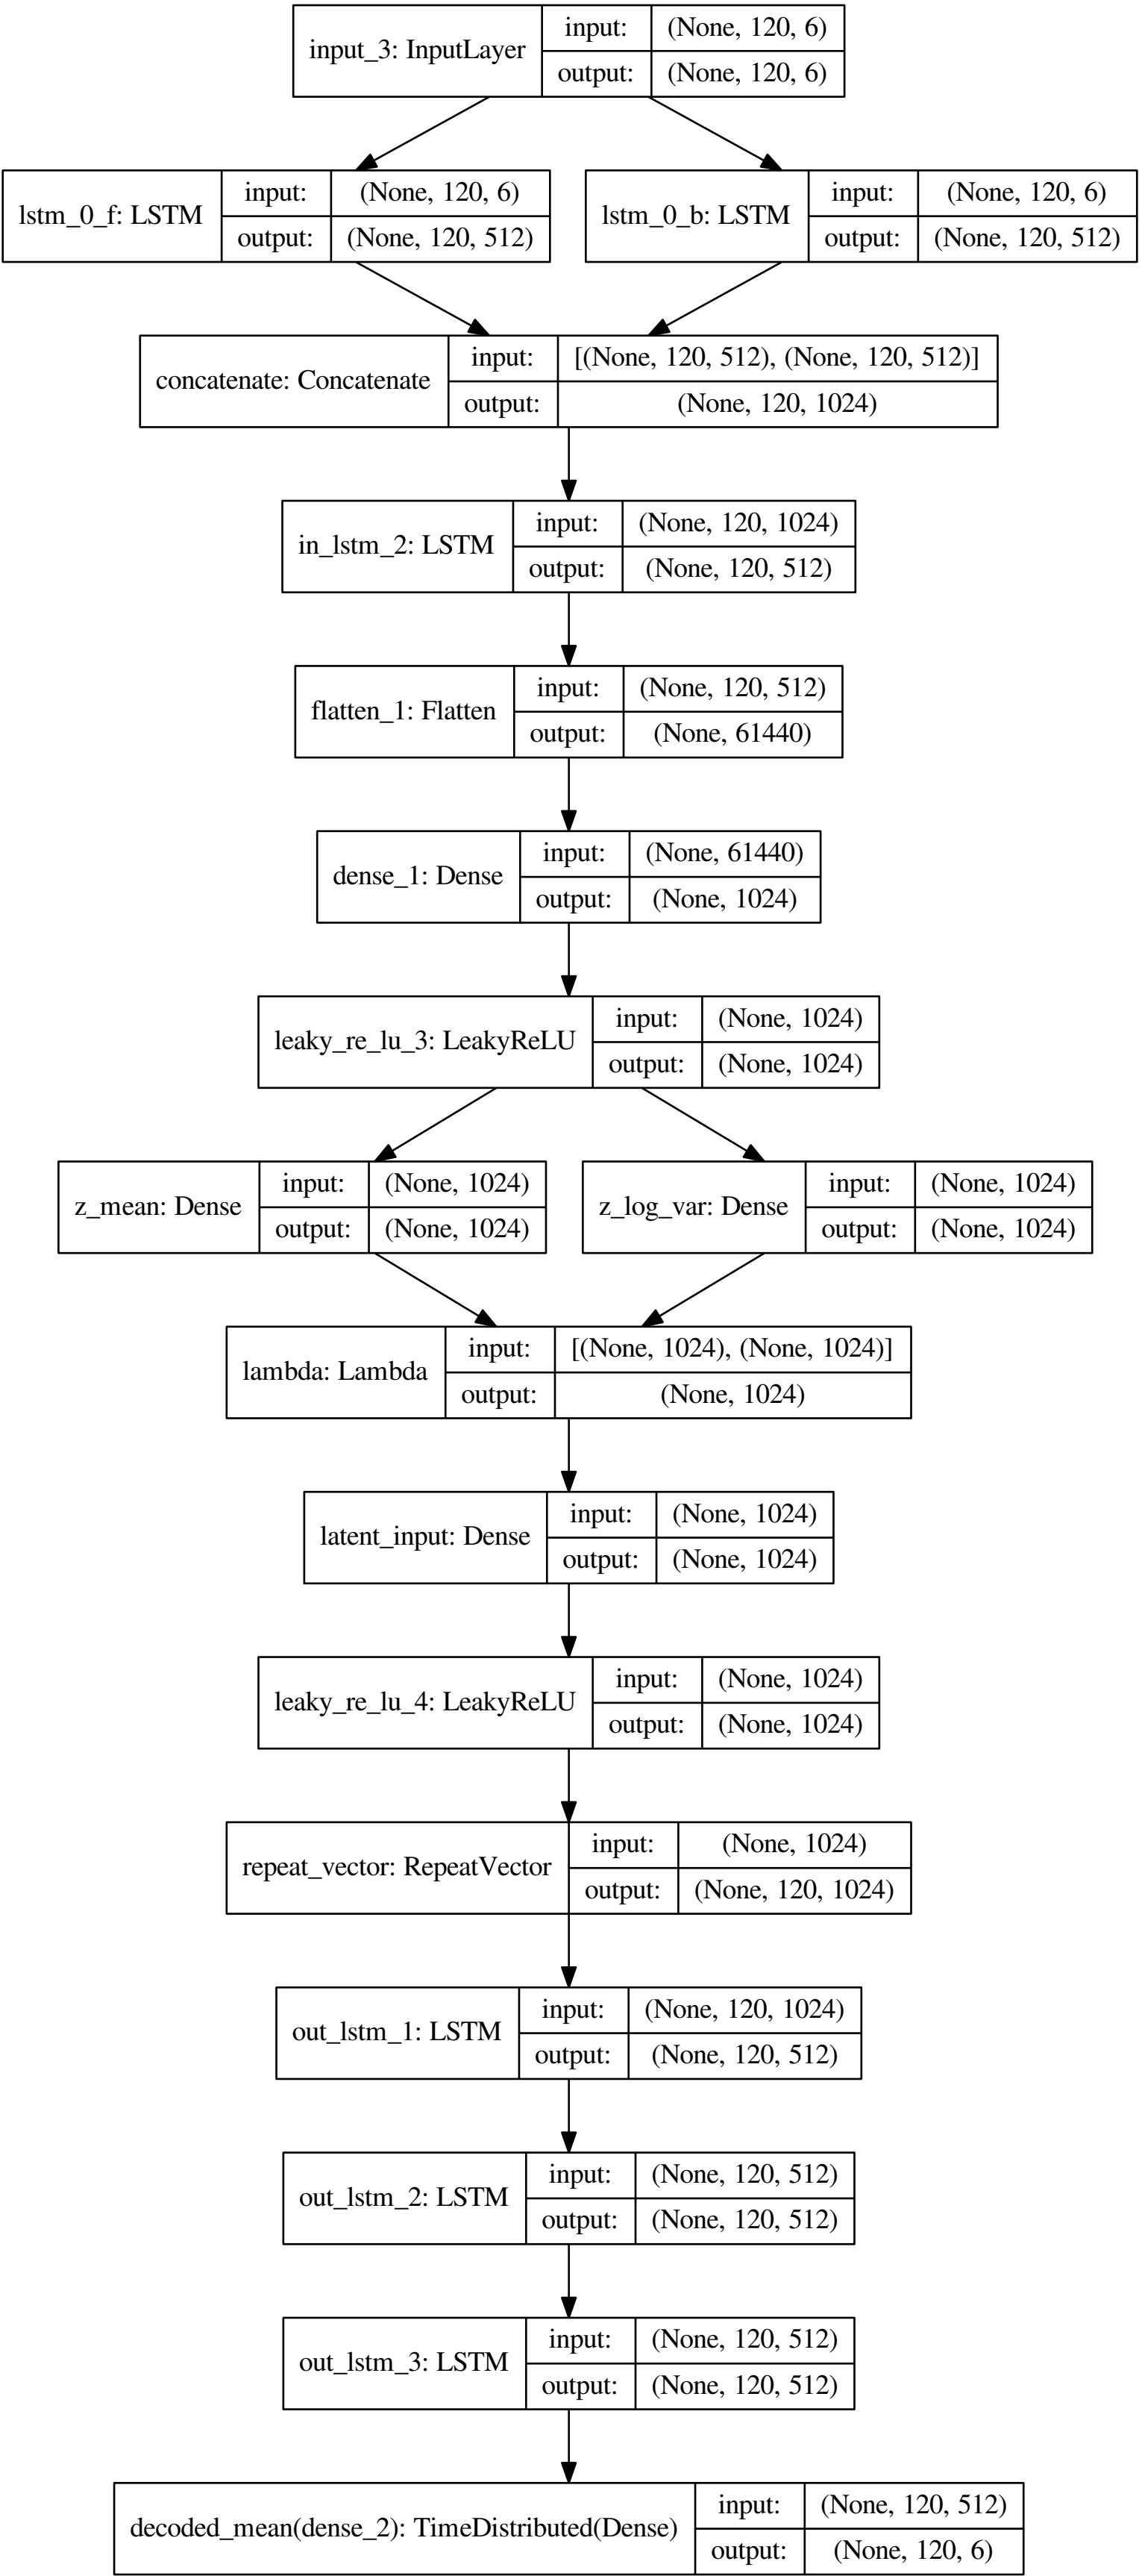 input_3: InputLayer
input: (None, 120, 6)
output: (None, 120, 6)
lstm_0_f: LSTM
input: (None, 120, 6)
output: (None, 120, 512)
lstm_0_b: LSTM
input: (None, 120, 6)
output: (None, 120, 512)
concatenate: Concatenate
input: [(None, 120, 512), (None, 120, 512)]
output: (None, 120, 1024)
in_lstm_2: LSTM
input: (None, 120, 1024)
output: (None, 120, 512)
flatten_1: Flatten
input: (None, 120, 512)
output: (None, 61440)
dense_1: Dense
input: (None, 61440)
output: (None, 1024)
leaky_re_lu_3: LeakyReLU
input: (None, 1024)
output: (None, 1024)
z_mean: Dense
input: (None, 1024)
output: (None, 1024)
z_log_var: Dense
input: (None, 1024)
output: (None, 1024)
lambda: Lambda
input: [(None, 1024), (None, 1024)]
output: (None, 1024)
latent_input: Dense
input: (None, 1024)
output: (None, 1024)
leaky_re_lu_4: LeakyReLU
input: (None, 1024)
output: (None, 1024)
repeat_vector: RepeatVector
input: (None, 1024)
output: (None, 120, 1024)
out_lstm_1: LSTM
input: (None, 120, 1024)
output: (None, 120, 512)
out_lstm_2: LSTM
input: (None, 120, 512)
output: (None, 120, 512)
out_lstm_3: LSTM
input: (None, 120, 512)
output: (None, 120, 512)
decoded_mean(dense_2): TimeDistributed(Dense)
input: (None, 120, 512)
output: (None, 120, 6)